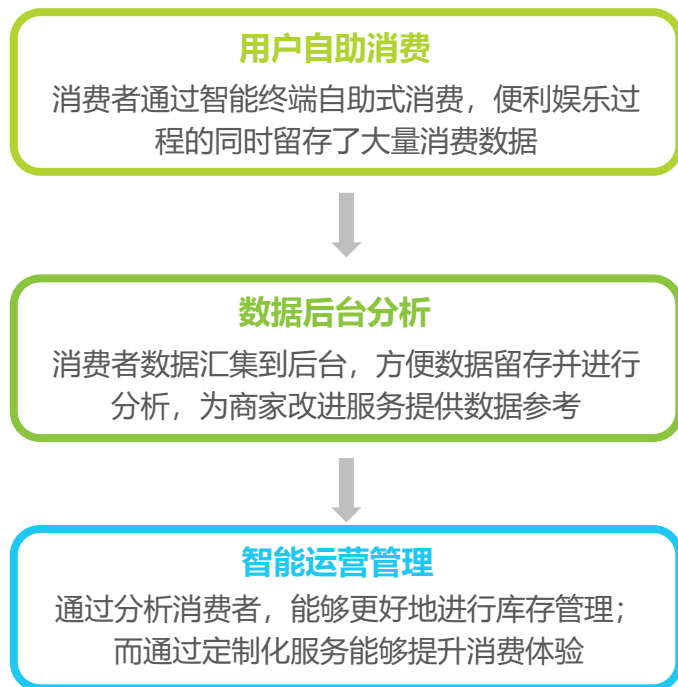 用户自助消费
消费者通过智能终端自助式消费，便利娱乐过
程的同时留存了大量消费数据
数据后台分析
消费者数据汇集到后台，方便数据留存并进行
分析，为商家改进服务提供数据参考
智能运营管理
通过分析消费者，能够更好地进行库存管理；
而通过定制化服务能够提升消费体验